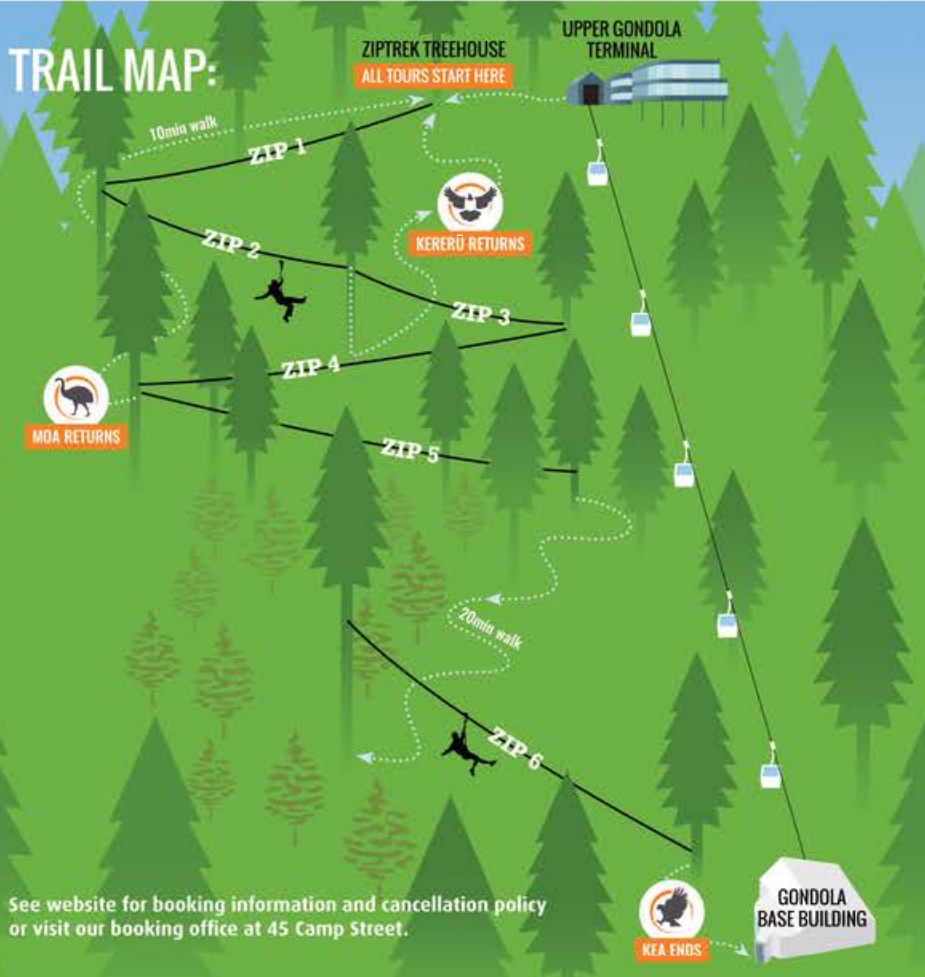 TRAIL MAP:
ZIPTREK TREEHOUSE
ALL TOURS START HERE
UPPER GONDOLA
TERMINAL
10min walk
ZIP 1
ZIP 2
KERERŪ RETURNS
ZIP 3
ZIP 4
MOA RETURNS
ZIP 5
20min walk
ZIP 6
See website for booking information and cancellation policy
or visit our booking office at 45 Camp Street.
GONDOLA
BASE BUILDING
KEA ENDS